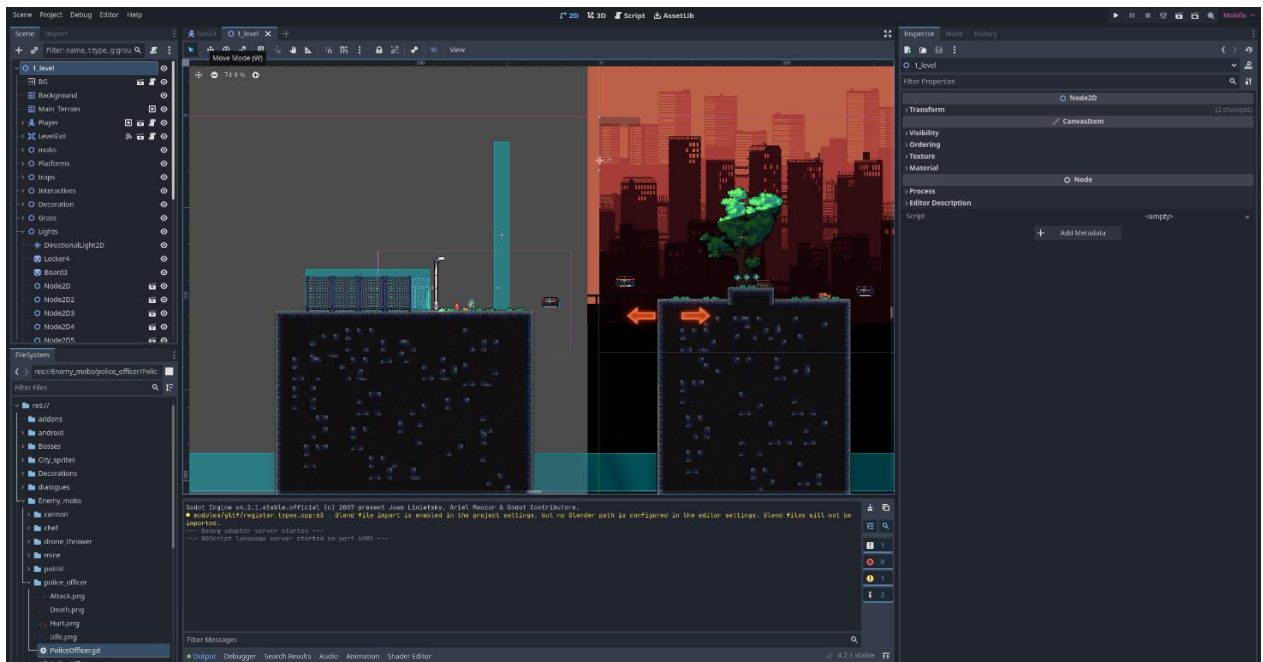 Scene Project Debug Editor Help
2D 3D Script AssetLib
Mobile
Scene Import
boss3 1_level
Inspector Node History
Filter: name, t:type, g:grou
View
Move Mode (W)
74.9 %
1_level
BG
Background
Main_Terrain
Player
LevelExit
mobs
Platforms
traps
Interactives
Decoration
Grass
Lights
DirectionalLight2D
Locker4
Board3
Node2D
Node2D2
Node2D3
Node2D4
Node2D5
1_level
Filter Properties
Node2D
Transform (2 changes)
CanvasItem
Visibility
Ordering
Texture
Material
Node
Process
Editor Description
Script <empty>
Add Metadata
FileSystem
res://Enemy_mobs/police_officer/Polic
Filter Files
res://
addons
android
Bosses
City_sprites
Decorations
dialogues
Enemy_mobs
cannon
chef
drone_thrower
mine
patrol
police_officer
Attack.png
Death.png
Hurt.png
Idle.png
PoliceOfficer.gd
Godot Engine v4.2.1.stable.official (c) 2007-present Juan Linietsky, Ariel Manzur & Godot Contributors.
modules/gltf/register_types.cpp:63 - Blend file import is enabled in the project settings, but no Blender path is configured in the editor settings. Blend files will not be
imported.
--- Debug adapter server started ---
--- GDScript language server started on port 6005 ---
1
0
1
2
Filter Messages
Output Debugger Search Results Audio Animation Shader Editor
4.2.1.stable